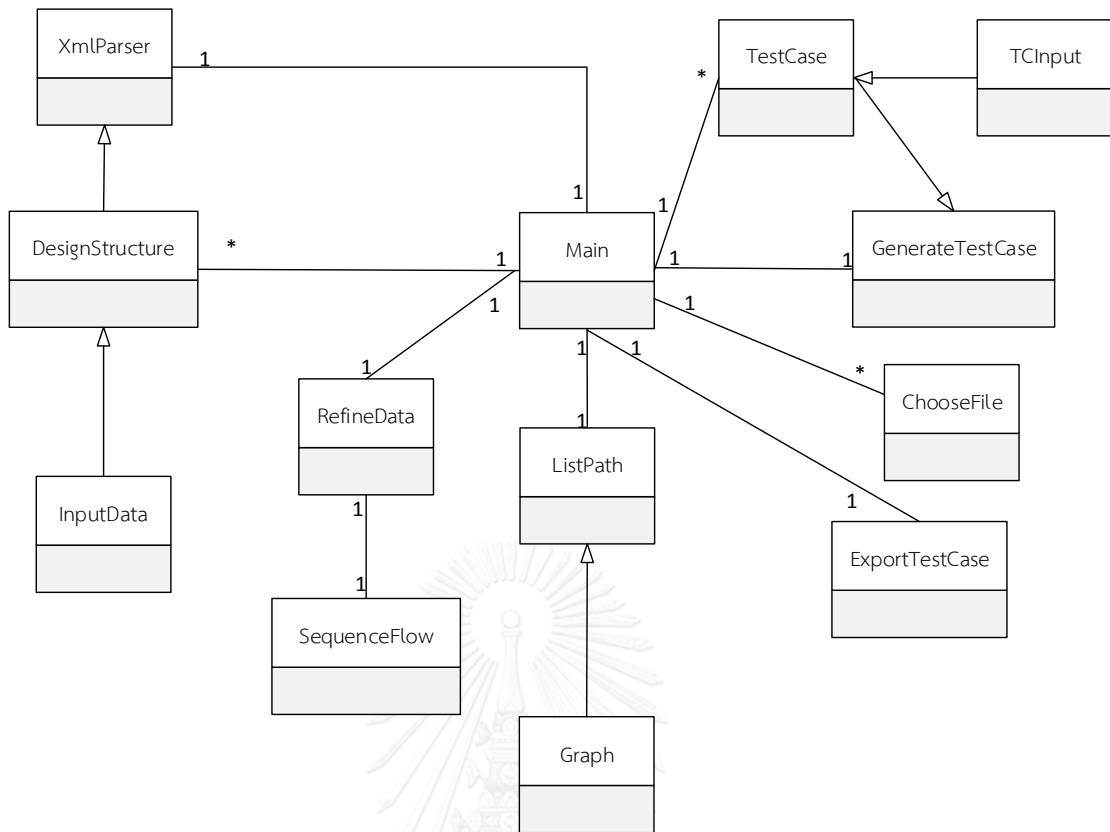 XmlParser
1
TestCase
*
TCInput
DesignStructure
*
1
1
Main
1
1
1
GenerateTestCase
1
1
1
1
1
*
ChooseFile
1
RefineData
1
ListPath
1
InputData
1
1
ExportTestCase
SequenceFlow
Graph